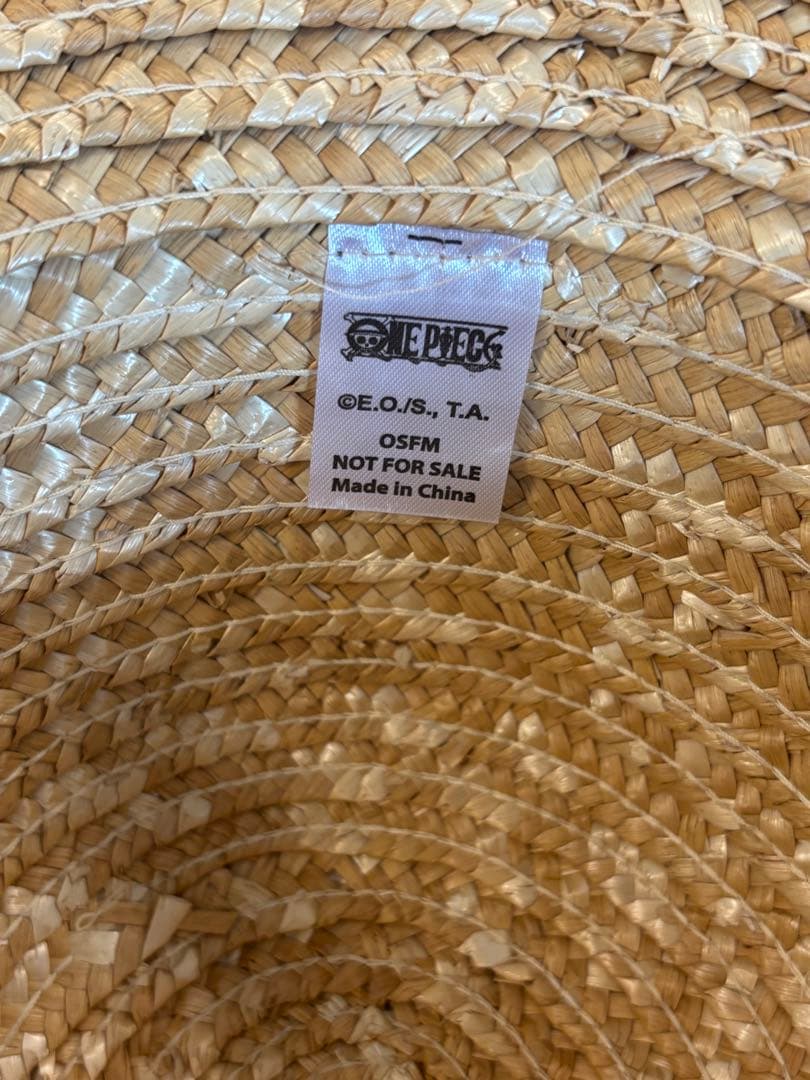 ONE PIECE
©E.O./S., T.A.
OSFM
NOT FOR SALE
Made in China